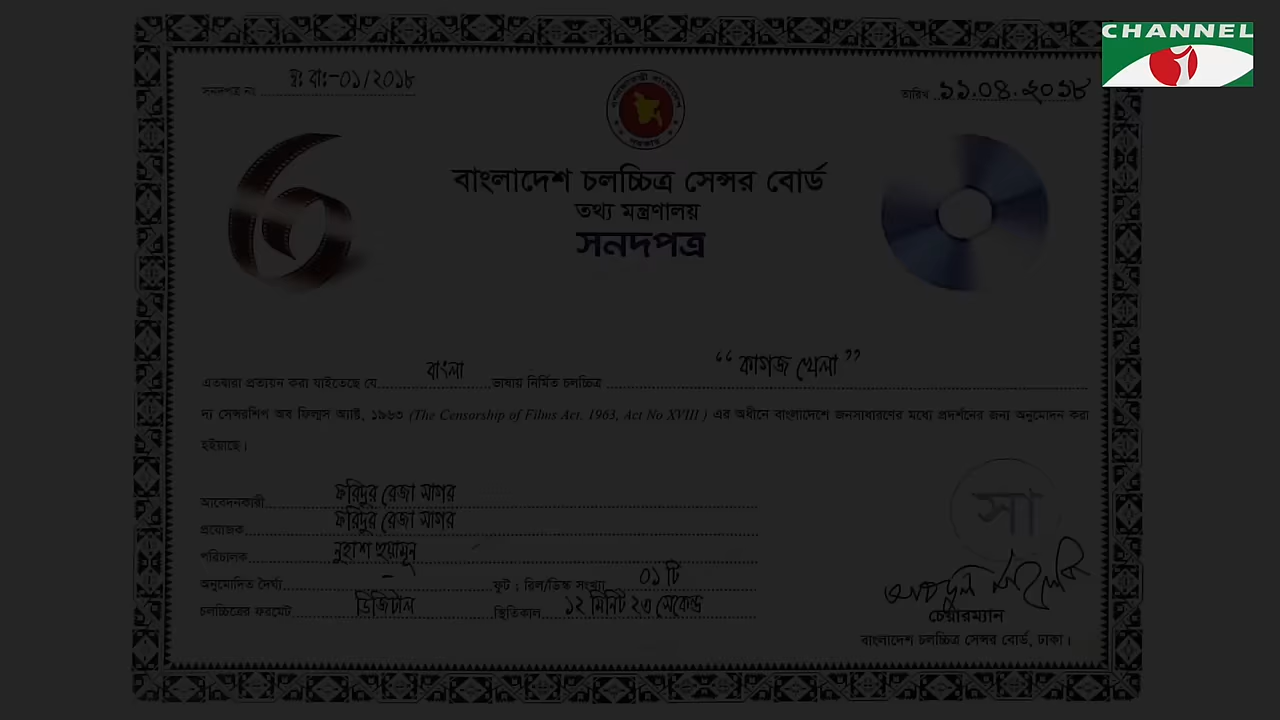 CHANNEL
সনদপত্র নং স্বঃ বাঃ-০১/২০১৮
তারিখ ১১.০৪.২০১৮
বাংলাদেশ চলচ্চিত্র সেন্সর বোর্ড
তথ্য মন্ত্রণালয়
সনদপত্র
এতদ্বারা প্রত্যয়ন করা যাইতেছে যে বাংলা ভাষায় নির্মিত চলচ্চিত্র “কাগজ খেলা”
দ্য সেন্সরশিপ অব ফিল্মস অ্যাক্ট, ১৯৬৩ (The Censorship of Films Act. 1963, Act No XVIII ) এর অধীনে বাংলাদেশে জনসাধারণের মধ্যে প্রদর্শনের জন্য অনুমোদন করা
হইয়াছে।
আবেদনকারী ফরিদুর রেজা সাগর
প্রযোজক ফরিদুর রেজা সাগর
পরিচালক নুহাশ হুমায়ূন
অনুমোদিত দৈর্ঘ্য - ফুট : রিল/ডিস্ক সংখ্যা ০১ টি
চলচ্চিত্রের ফরমেট ডিজিটাল স্থিতিকাল ১২ মিনিট ২৩ সেকেন্ড
সা
চেয়ারম্যান
বাংলাদেশ চলচ্চিত্র সেন্সর বোর্ড, ঢাকা।